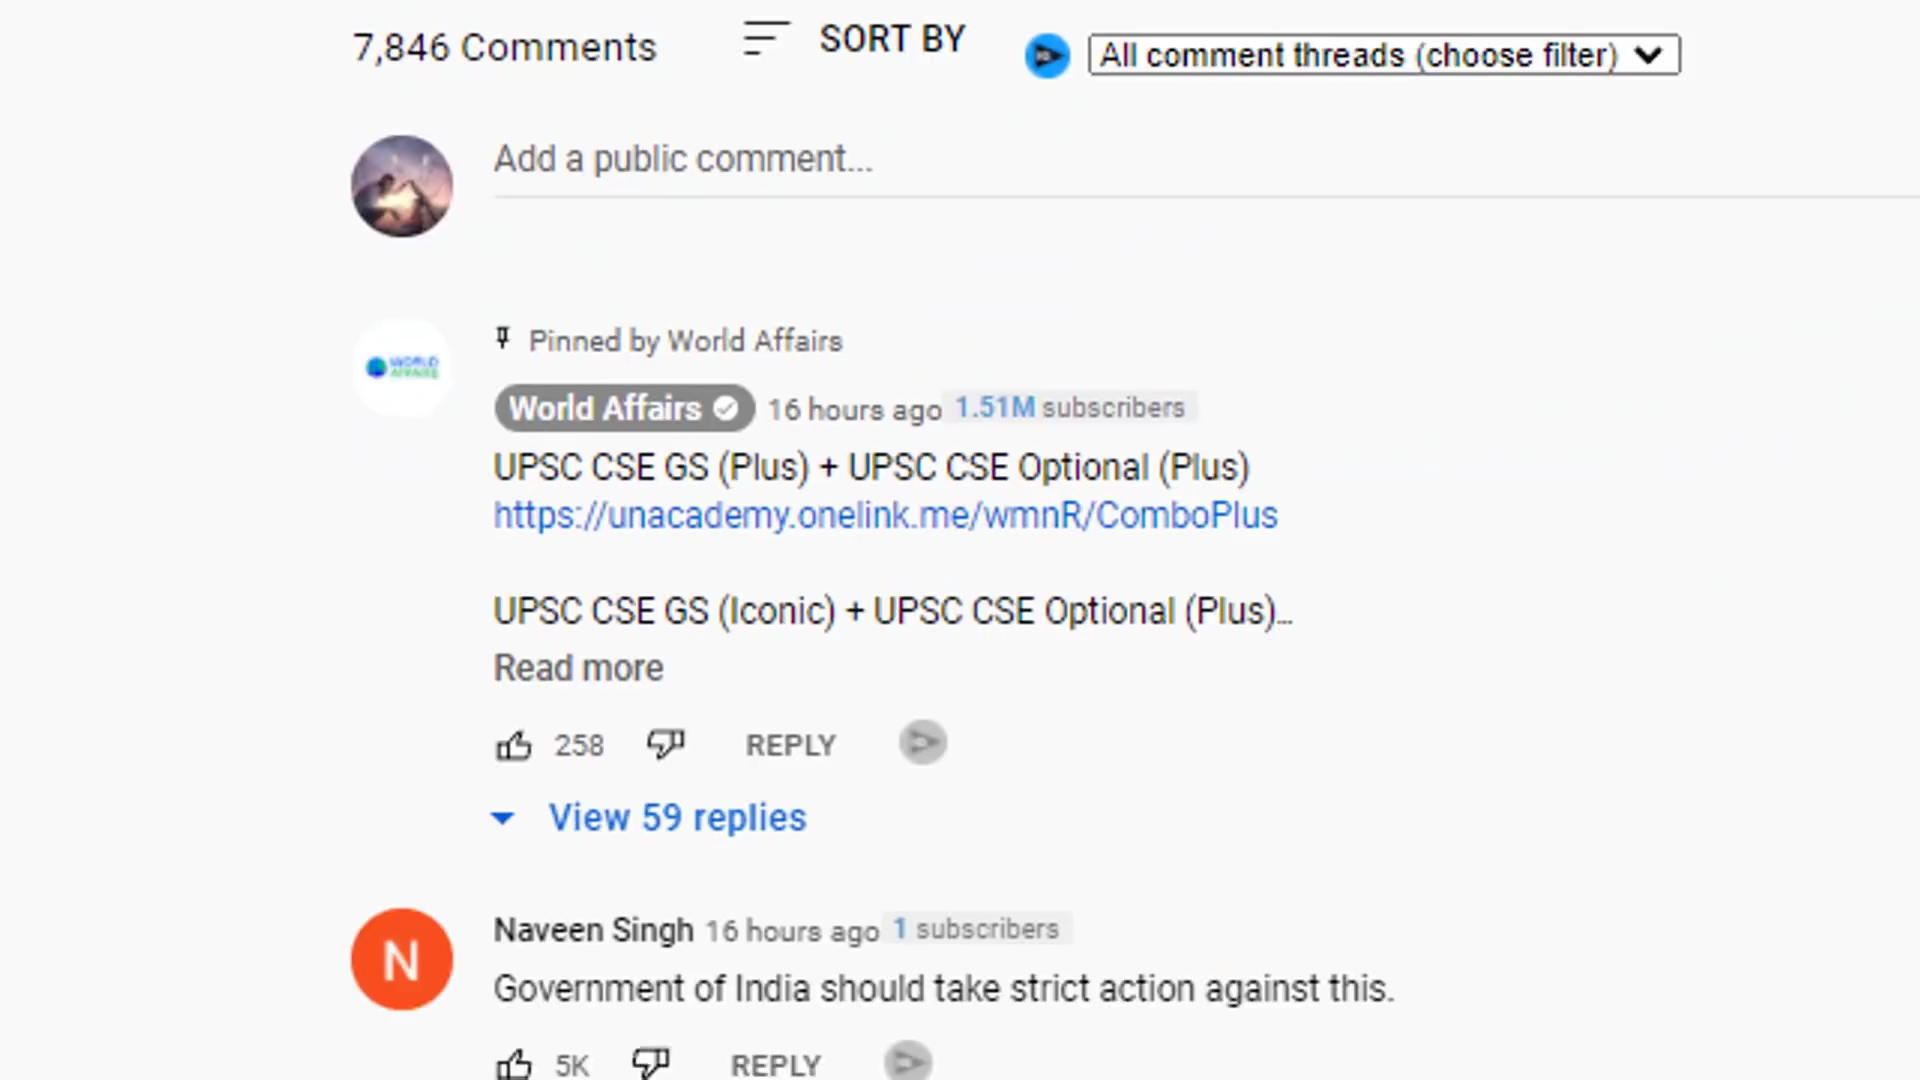 7,846 Comments SORT BY All comment threads (choose filter)
Add a public comment...
Pinned by World Affairs
WORLD AFFAIRS
World Affairs 16 hours ago 1.51M subscribers
UPSC CSE GS (Plus) + UPSC CSE Optional (Plus)
https://unacademy.onelink.me/wmnR/ComboPlus
UPSC CSE GS (Iconic) + UPSC CSE Optional (Plus)...
Read more
258 REPLY
View 59 replies
N
Naveen Singh 16 hours ago 1 subscribers
Government of India should take strict action against this.
5K REPLY